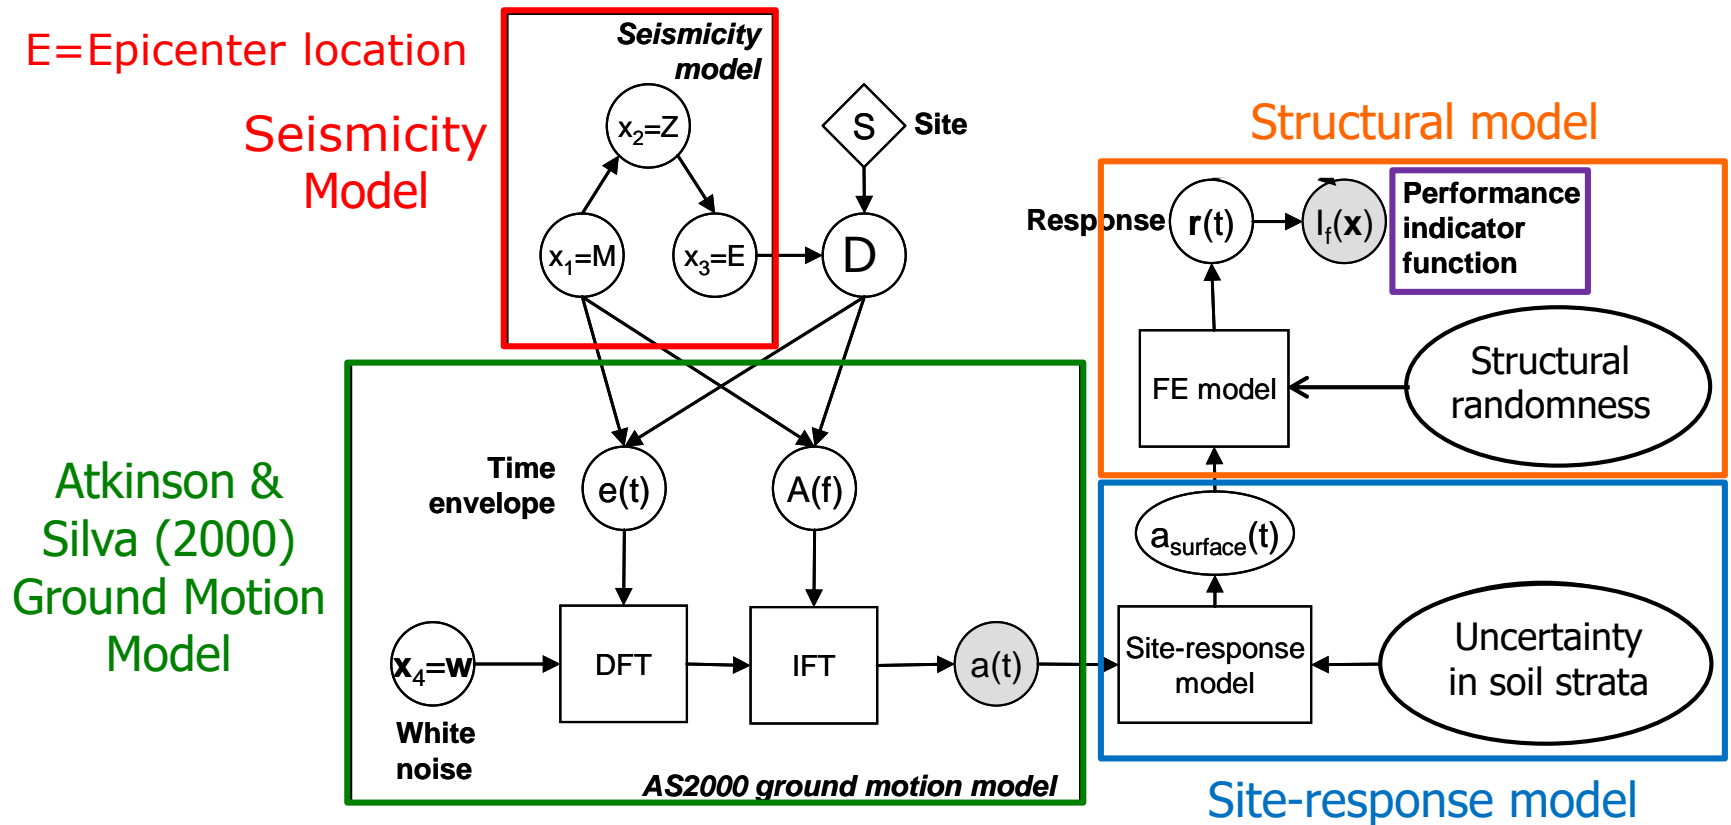 E=Epicenter location
Seismicity
Model
Seismicity
model
x₂=Z
x₁=M
x₃=E
S
Site
D
Structural model
Response
r(t)
I_f(x)
Performance
indicator
function
FE model
Structural
randomness
Atkinson &
Silva (2000)
Ground Motion
Model
Time
envelope
e(t)
A(f)
x₄=w
DFT
IFT
a(t)
White
noise
AS2000 ground motion model
a_surface(t)
Site-response
model
Uncertainty
in soil strata
Site-response model